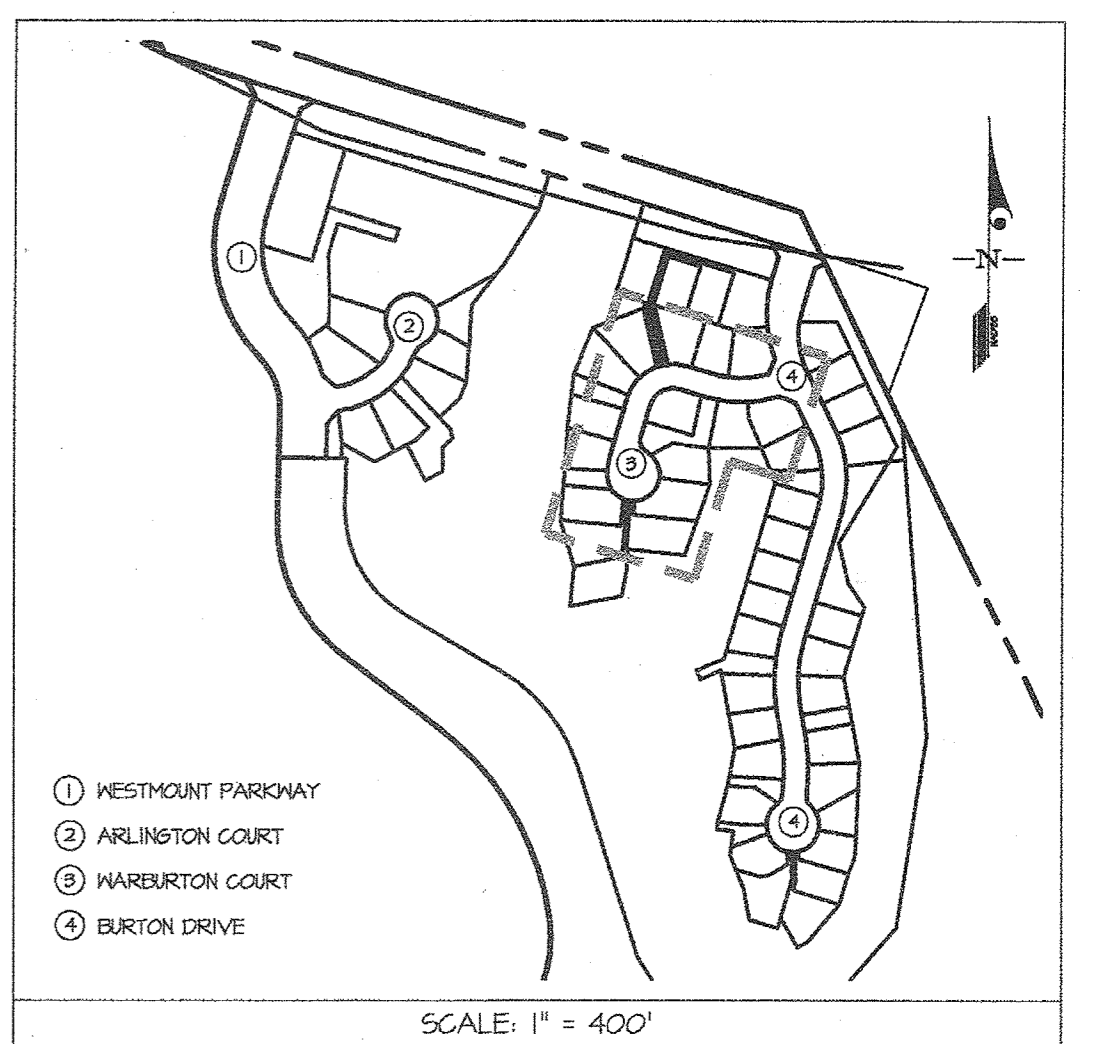 1
2
3
4
4
N
1 WESTMOUNT PARKWAY
2 ARLINGTON COURT
3 WARBURTON COURT
4 BURTON DRIVE
SCALE: 1" = 400'